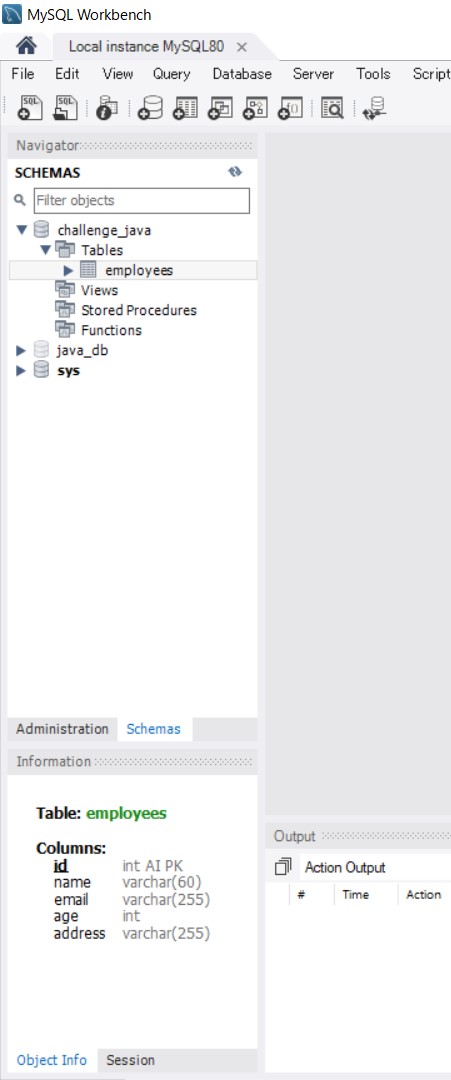 MySQL Workbench
Local instance MySQL80
File Edit View Query Database Server Tools Script
SQL SQL
Navigator
SCHEMAS
Filter objects
challenge_java
Tables
employees
Views
Stored Procedures
Functions
java_db
sys
Administration Schemas
Information
Table: employees
Columns:
id int AI PK
name varchar(60)
email varchar(255)
age int
address varchar(255)
Object Info Session
Output
Action Output
# Time Action